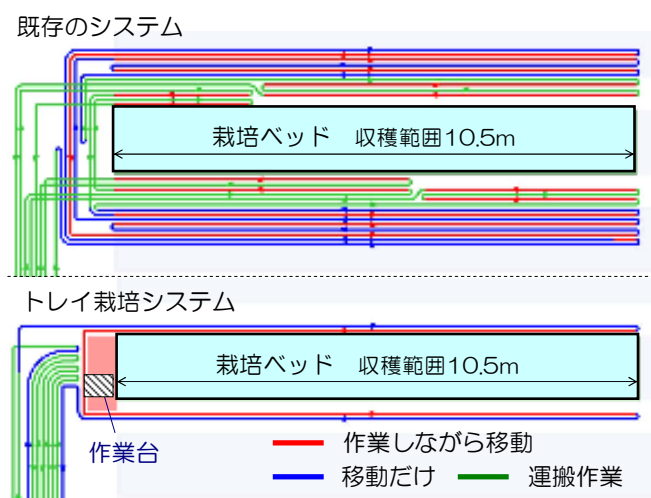 既存のシステム
栽培ベッド 収穫範囲10.5m
トレイ栽培システム
栽培ベッド 収穫範囲10.5m
作業台
作業しながら移動
移動だけ 運搬作業